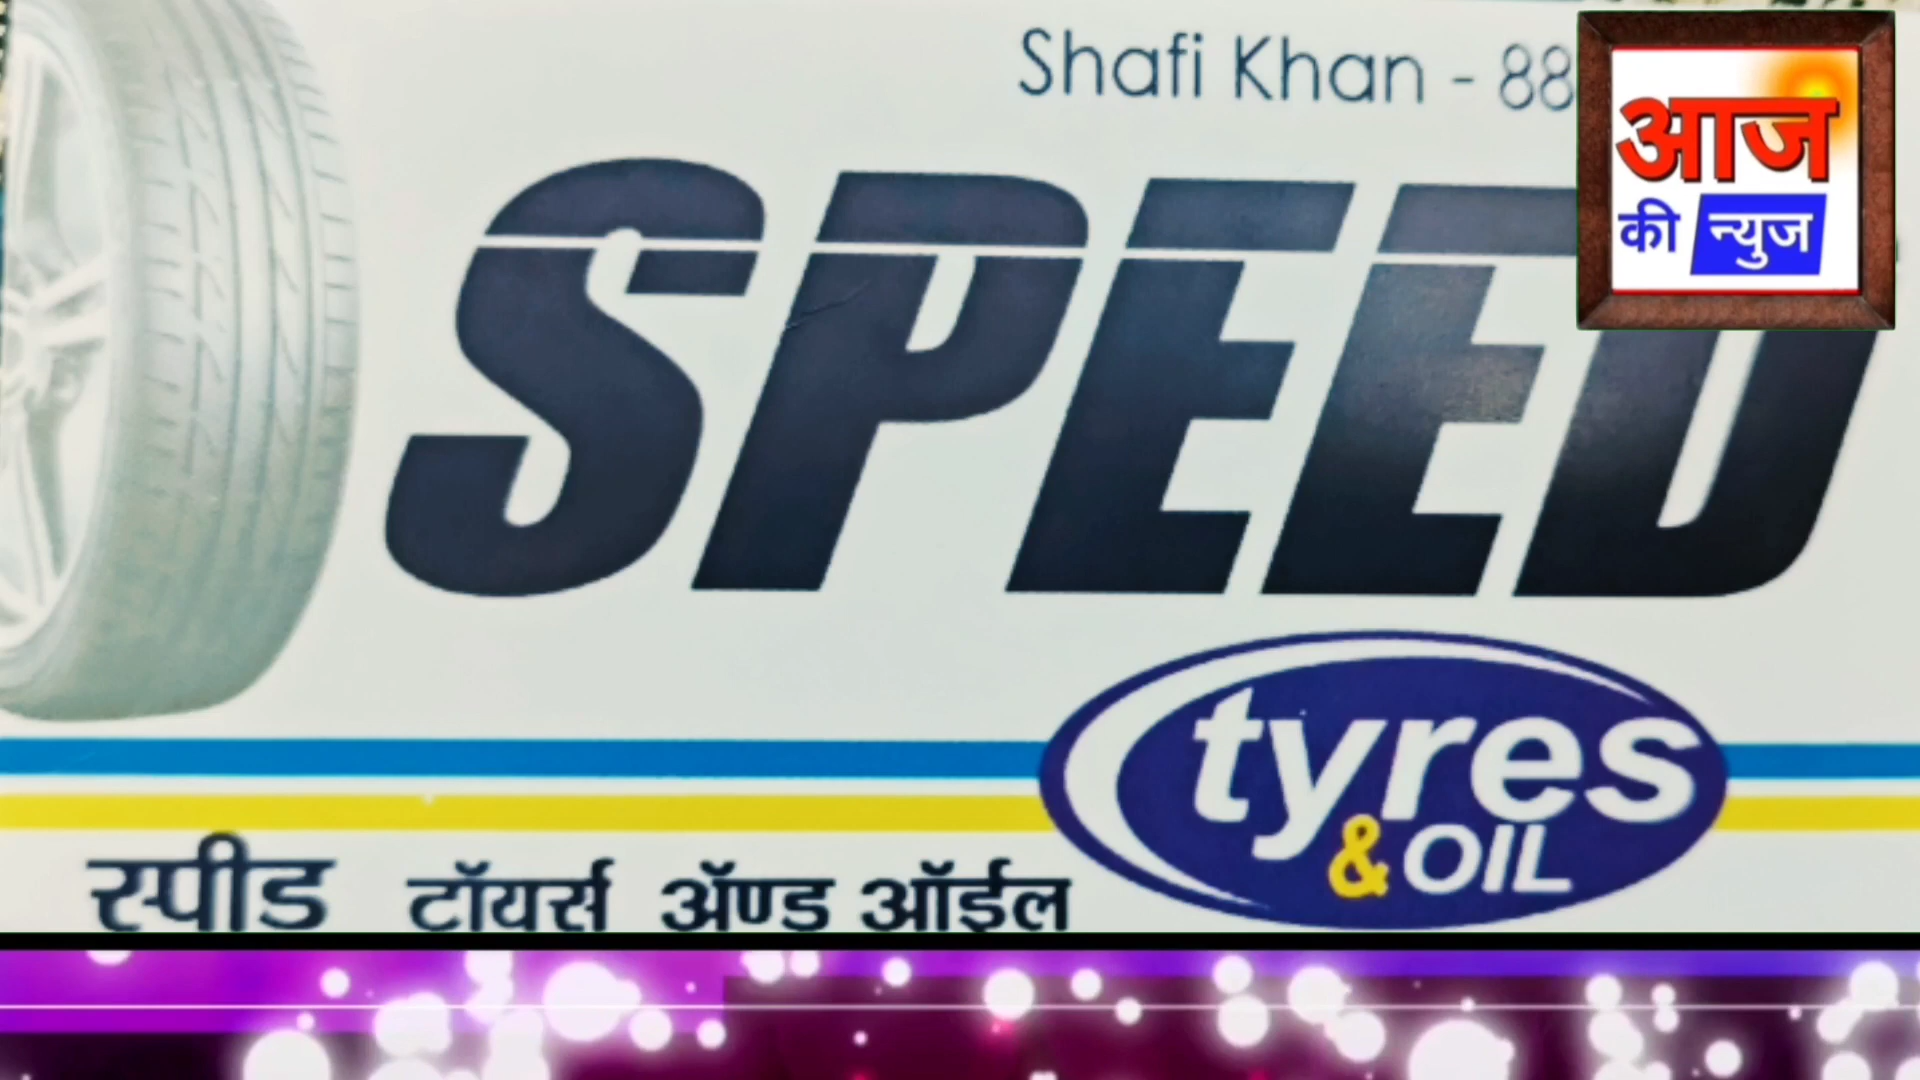 Shafi Khan - 88
SPEED
आज
की न्युज
tyres
& OIL
स्पीड टॉयर्स ॲण्ड ऑईल